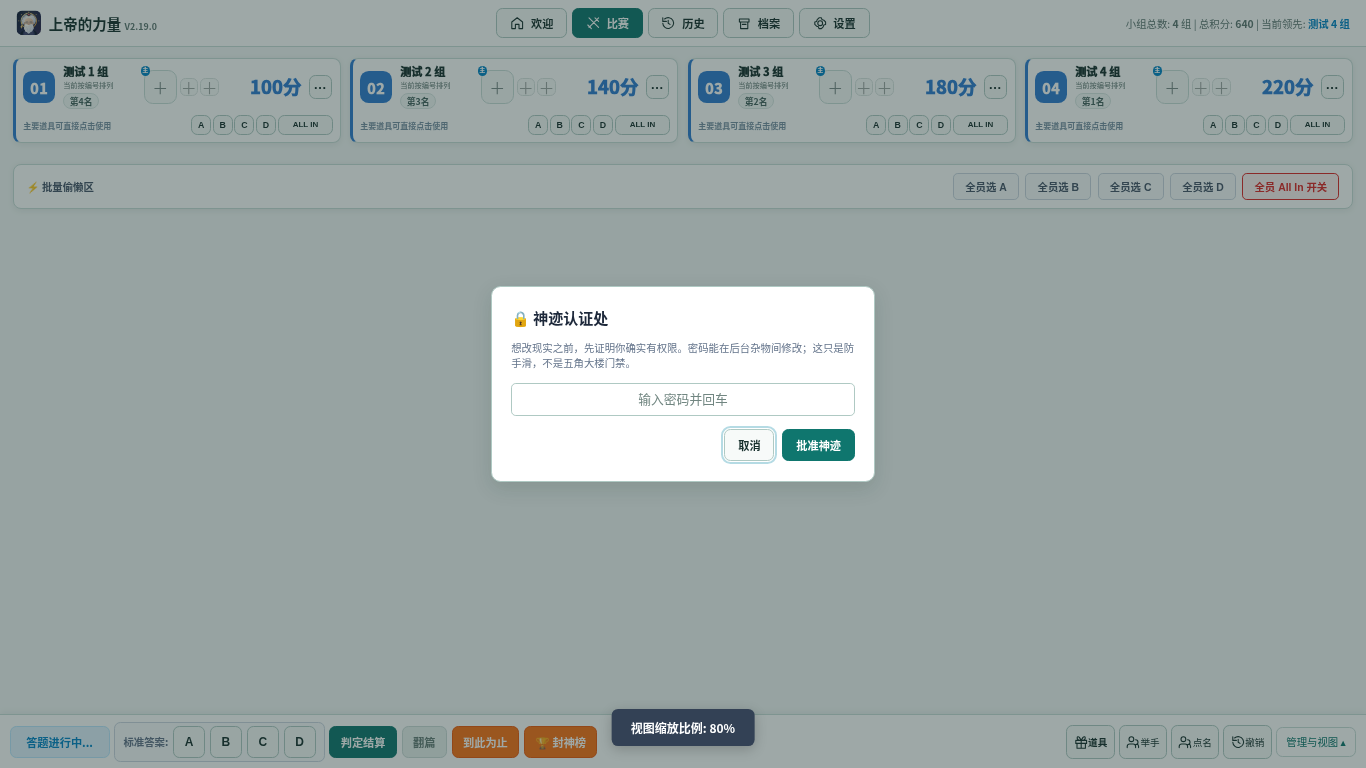 上帝的力量 V2.19.0
欢迎
比赛
历史
档案
设置
小组总数: 4 组 | 总积分: 640 | 当前领先: 测试 4 组
01
测试 1 组
当前按编号排列
第4名
主
100分
...
主要道具可直接点击使用
A
B
C
D
ALL IN
02
测试 2 组
当前按编号排列
第3名
主
140分
...
主要道具可直接点击使用
A
B
C
D
ALL IN
03
测试 3 组
当前按编号排列
第2名
主
180分
...
主要道具可直接点击使用
A
B
C
D
ALL IN
04
测试 4 组
当前按编号排列
第1名
主
220分
...
主要道具可直接点击使用
A
B
C
D
ALL IN
⚡ 批量偷懒区
全员选 A
全员选 B
全员选 C
全员选 D
全员 All In 开关
🔒 神迹认证处
想改现实之前，先证明你确实有权限。密码能在后台杂物间修改；这只是防
手滑，不是五角大楼门禁。
输入密码并回车
取消
批准神迹
视图缩放比例: 80%
答题进行中...
标准答案:
A
B
C
D
判定结算
翻篇
到此为止
🏆 封神榜
道具
举手
点名
撤销
管理与视图 ▴